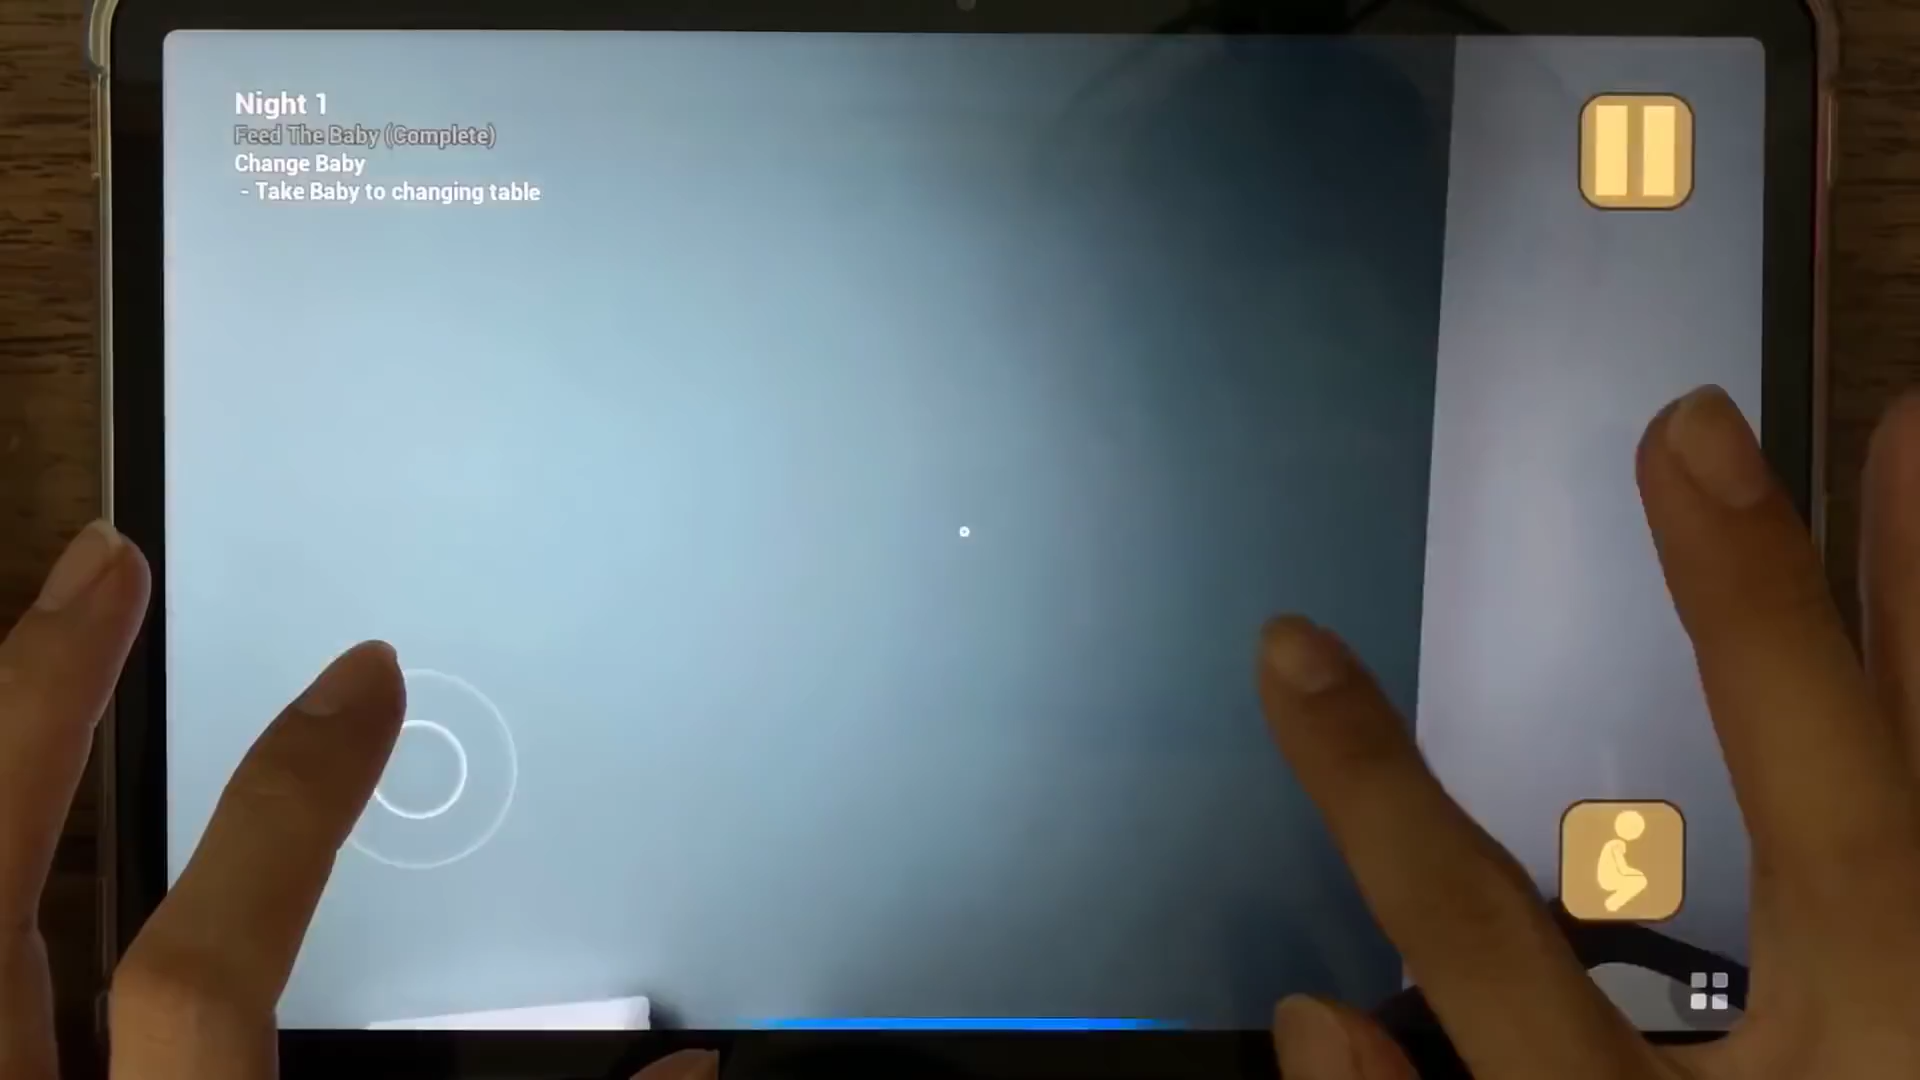 Night 1
Feed The Baby (Complete)
Change Baby
- Take Baby to changing table